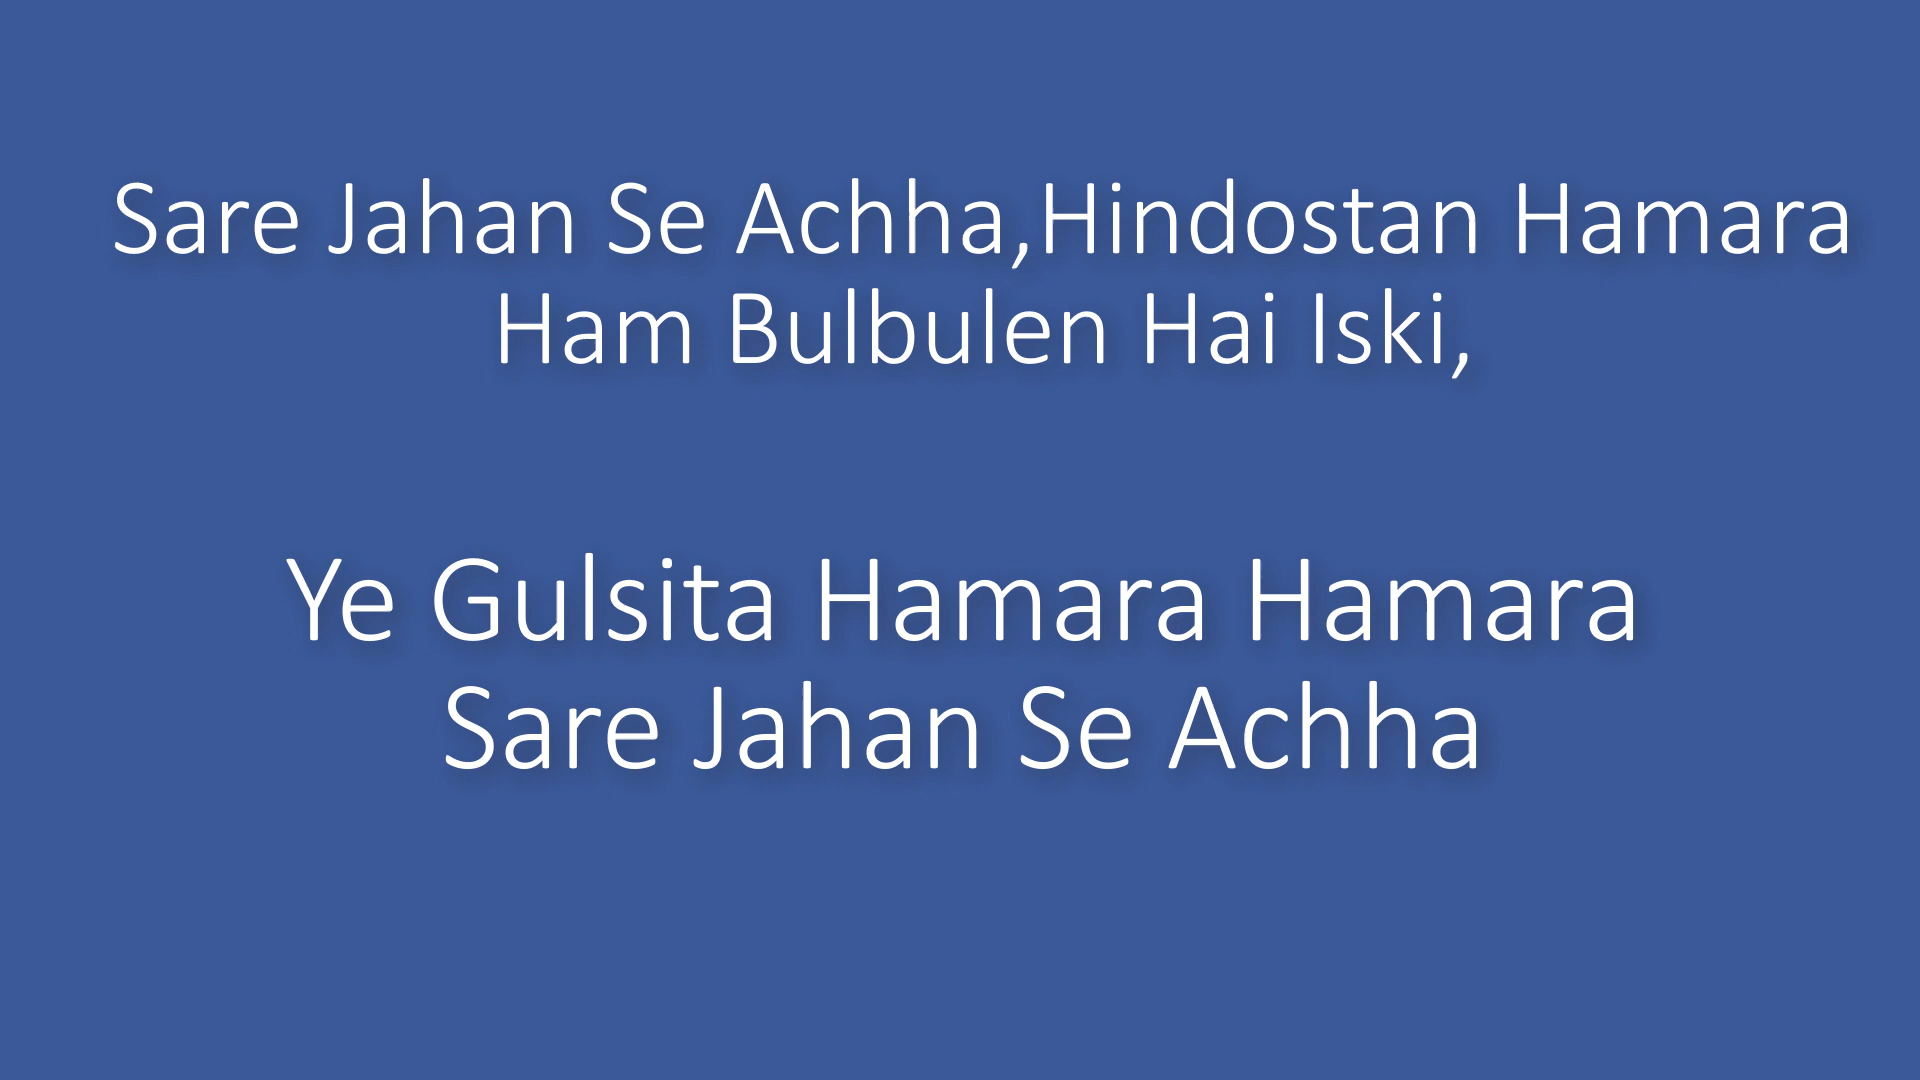 Sare Jahan Se Achha,Hindostan Hamara
Ham Bulbulen Hai Iski,
Ye Gulsita Hamara Hamara
Sare Jahan Se Achha